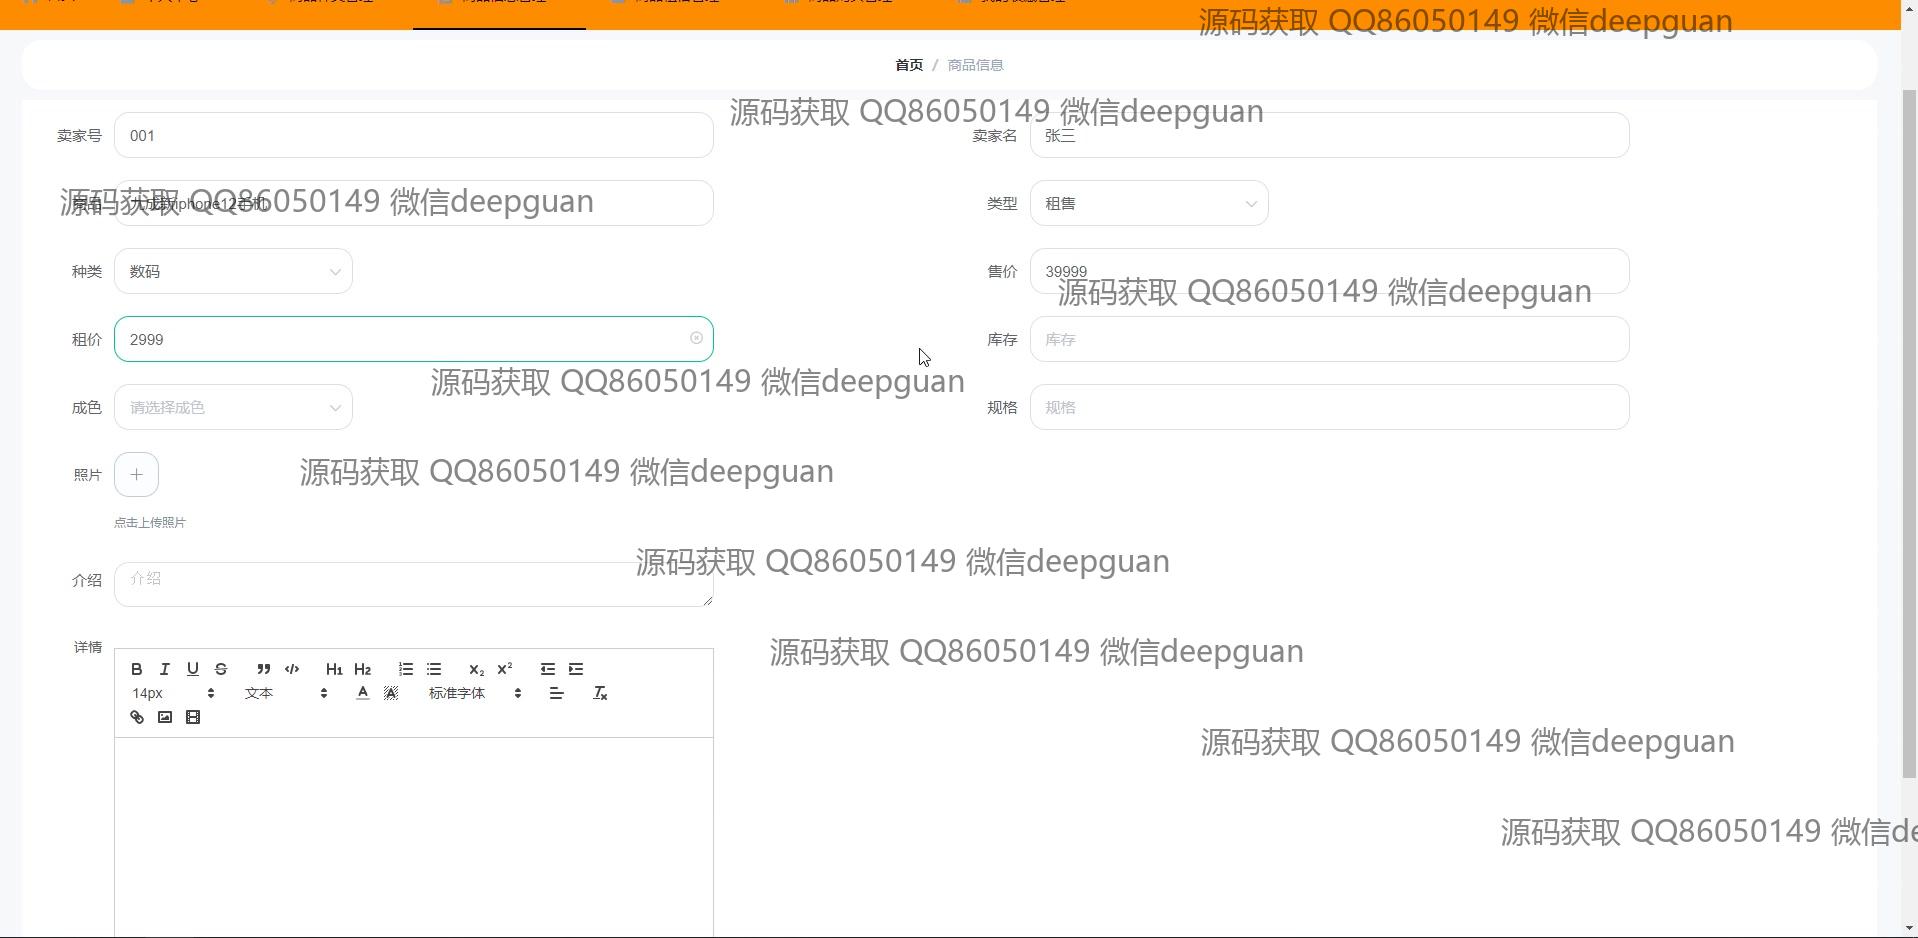 源码获取 QQ86050149 微信deepguan
首页 / 商品信息
源码获取 QQ86050149 微信deepguan
卖家号 001
卖家名 张三
源码获取 QQ86050149 微信deepguan
类型 租售
种类 数码
售价 39999
源码获取 QQ86050149 微信deepguan
租价 2999
库存 库存
源码获取 QQ86050149 微信deepguan
成色 请选择成色
规格 规格
源码获取 QQ86050149 微信deepguan
照片
点击上传照片
源码获取 QQ86050149 微信deepguan
介绍 介绍
详情
源码获取 QQ86050149 微信deepguan
B I U S H1 H2 X2 X2
14px 文本 A A 标准字体 Tx
源码获取 QQ86050149 微信deepguan
源码获取 QQ86050149 微信de